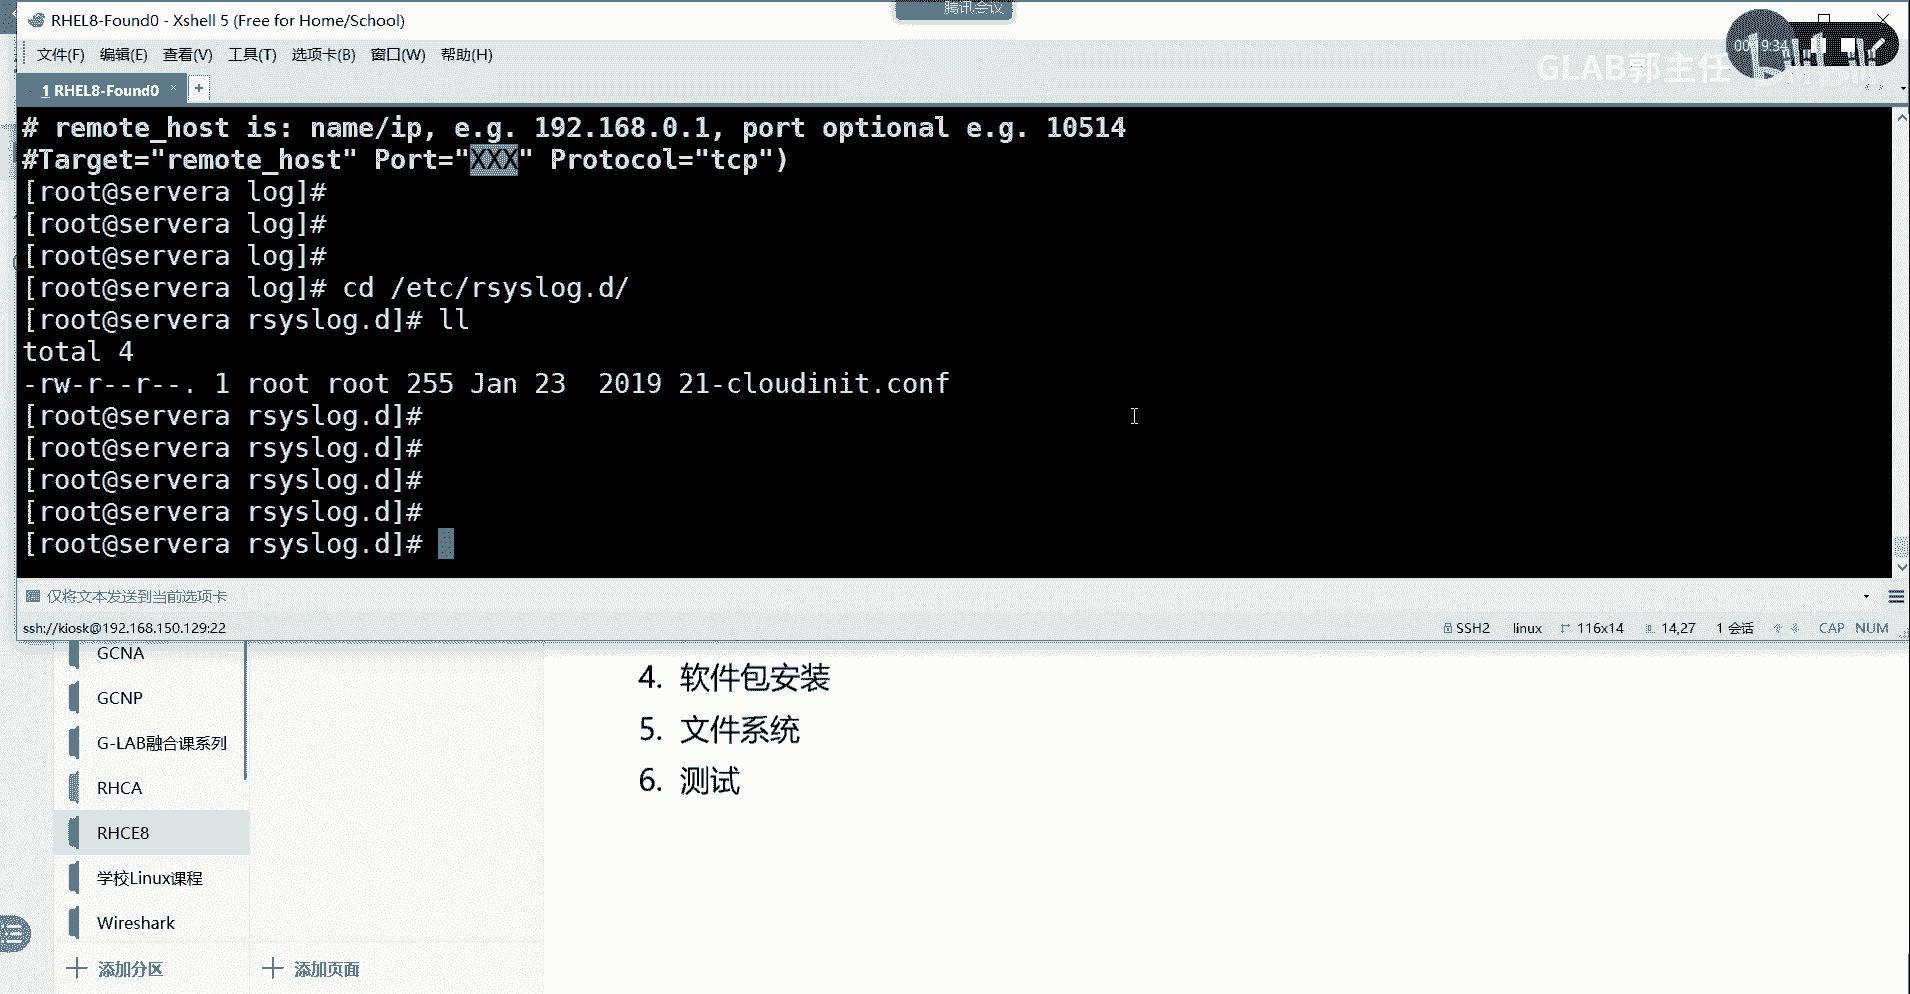 腾讯会议
RHEL8-Found0 - Xshell 5 (Free for Home/School)
00:19:34
文件(F) 编辑(E) 查看(V) 工具(T) 选项卡(B) 窗口(W) 帮助(H)
GLAB郭主任
bilibili
1 RHEL8-Found0 × +
# remote_host is: name/ip, e.g. 192.168.0.1, port optional e.g. 10514
#Target="remote_host" Port="XXX" Protocol="tcp")
[root@servera log]#
[root@servera log]#
[root@servera log]#
[root@servera log]# cd /etc/rsyslog.d/
[root@servera rsyslog.d]# ll
total 4
-rw-r--r--. 1 root root 255 Jan 23  2019 21-cloudinit.conf
[root@servera rsyslog.d]#
[root@servera rsyslog.d]#
[root@servera rsyslog.d]#
[root@servera rsyslog.d]#
[root@servera rsyslog.d]#
仅将文本发送到当前选项卡
ssh://kiosk@192.168.150.129:22 SSH2 linux 116x14 14,27 1 会话 CAP NUM
GCNA
GCNP
G-LAB融合课系列
RHCA
RHCE8
学校Linux课程
Wireshark
添加分区
添加页面
4. 软件包安装
5. 文件系统
6. 测试